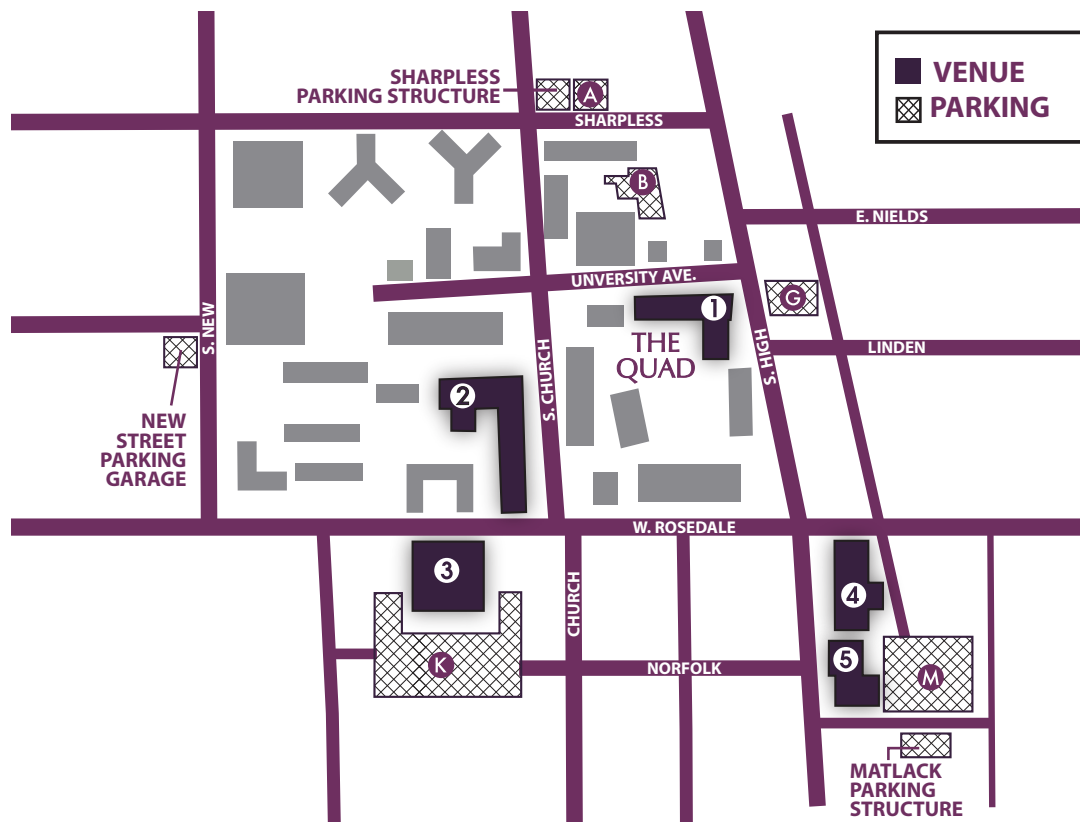 VENUE
PARKING
SHARPLESS
PARKING STRUCTURE
A
SHARPLESS
B
E. NIELDS
UNVERSITY AVE.
G
1
S. NEW
S. CHURCH
S. HIGH
THE
QUAD
LINDEN
2
NEW
STREET
PARKING
GARAGE
W. ROSEDALE
3
4
CHURCH
K
NORFOLK
5
M
MATLACK
PARKING
STRUCTURE